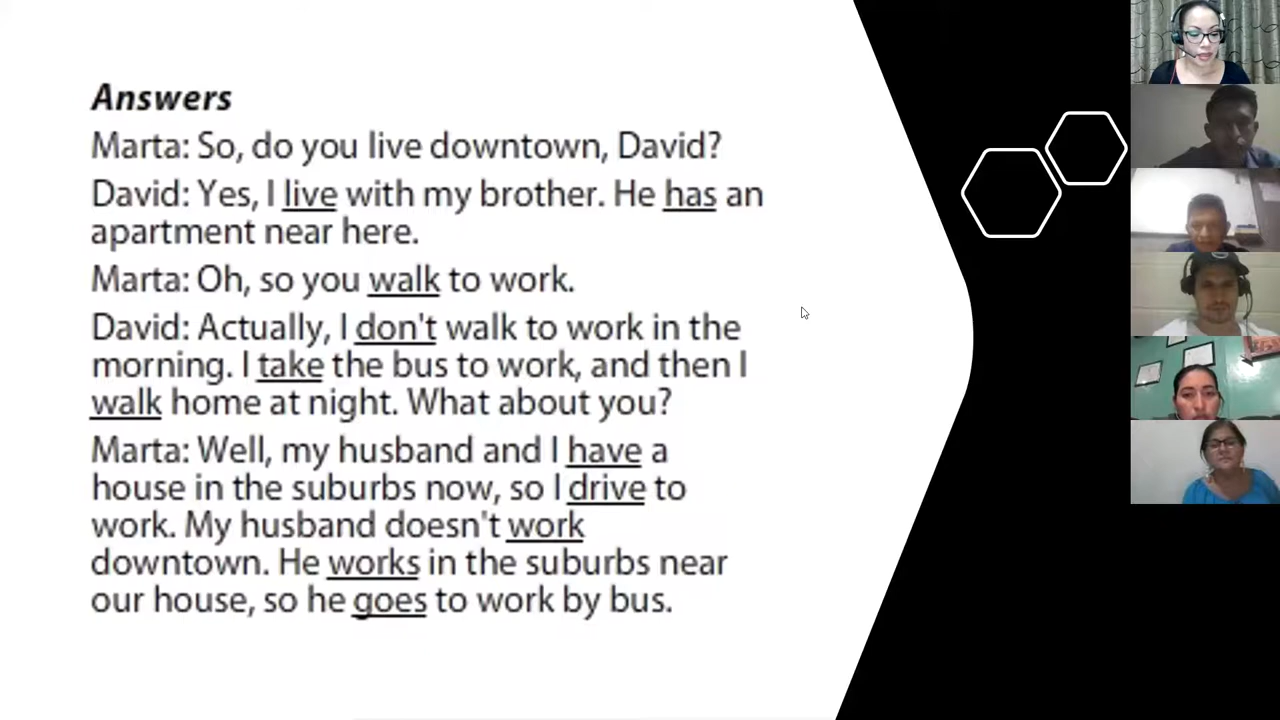 Answers
Marta: So, do you live downtown, David?
David: Yes, I live with my brother. He has an
apartment near here.
Marta: Oh, so you walk to work.
David: Actually, I don't walk to work in the
morning. I take the bus to work, and then I
walk home at night. What about you?
Marta: Well, my husband and I have a
house in the suburbs now, so I drive to
work. My husband doesn't work
downtown. He works in the suburbs near
our house, so he goes to work by bus.